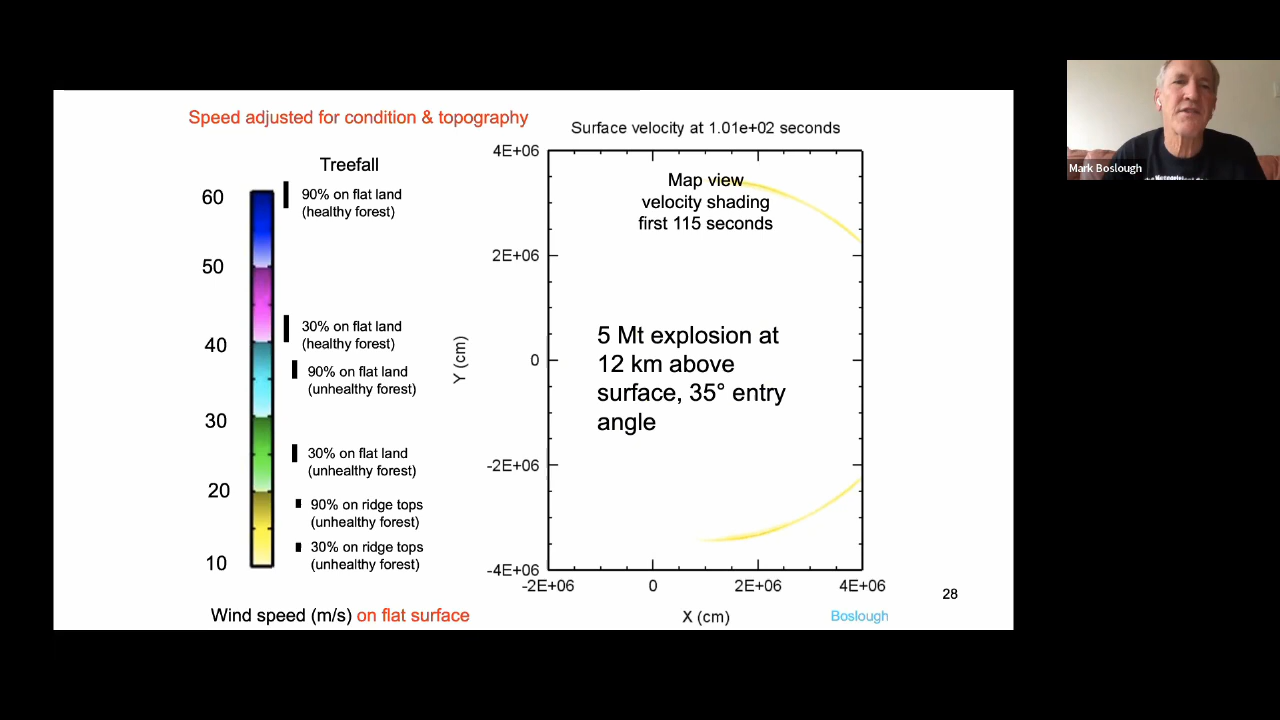 Speed adjusted for condition & topography
Treefall
60
50
40
30
20
10
90% on flat land
(healthy forest)
30% on flat land
(healthy forest)
90% on flat land
(unhealthy forest)
30% on flat land
(unhealthy forest)
90% on ridge tops
(unhealthy forest)
30% on ridge tops
(unhealthy forest)
Wind speed (m/s) on flat surface
Surface velocity at 1.01e+02 seconds
4E+06
2E+06
0
-2E+06
-4E+06
Y (cm)
Map view
velocity shading
first 115 seconds
5 Mt explosion at
12 km above
surface, 35° entry
angle
-2E+06
0
2E+06
4E+06
X (cm)
Boslough
28
Mark Boslough